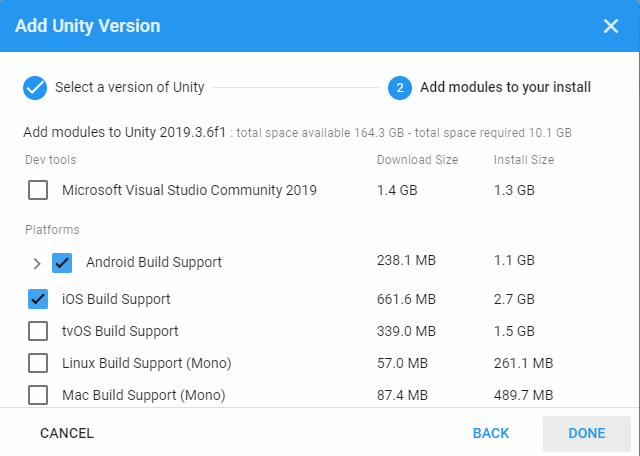 Add Unity Version
Select a version of Unity 2 Add modules to your install
Add modules to Unity 2019.3.6f1 : total space available 164.3 GB - total space required 10.1 GB
Dev tools Download Size Install Size
Microsoft Visual Studio Community 2019 1.4 GB 1.3 GB
Platforms
Android Build Support 238.1 MB 1.1 GB
iOS Build Support 661.6 MB 2.7 GB
tvOS Build Support 339.0 MB 1.5 GB
Linux Build Support (Mono) 57.0 MB 261.1 MB
Mac Build Support (Mono) 87.4 MB 489.7 MB
CANCEL BACK DONE